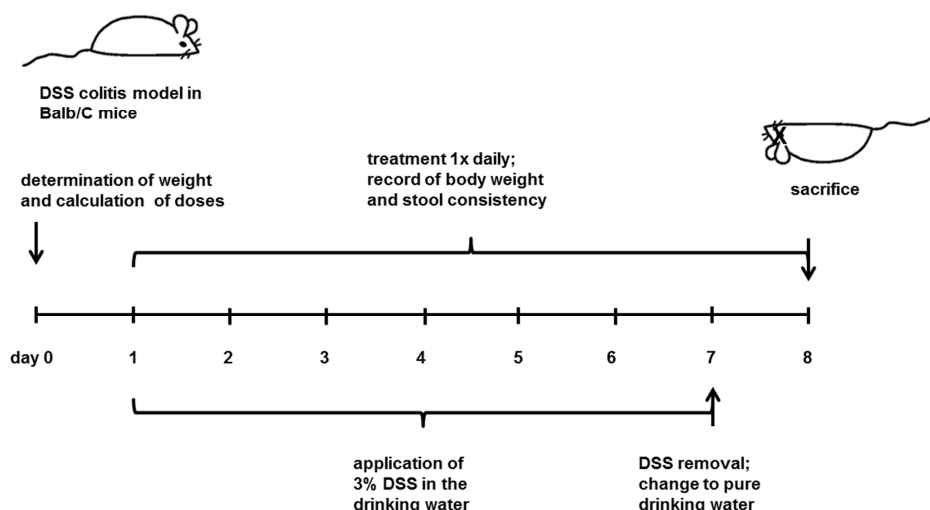 DSS colitis model in
Balb/C mice
determination of weight
and calculation of doses
treatment 1x daily;
record of body weight
and stool consistency
X
sacrifice
day 0 1 2 3 4 5 6 7 8
application of
3% DSS in the
drinking water
DSS removal;
change to pure
drinking water